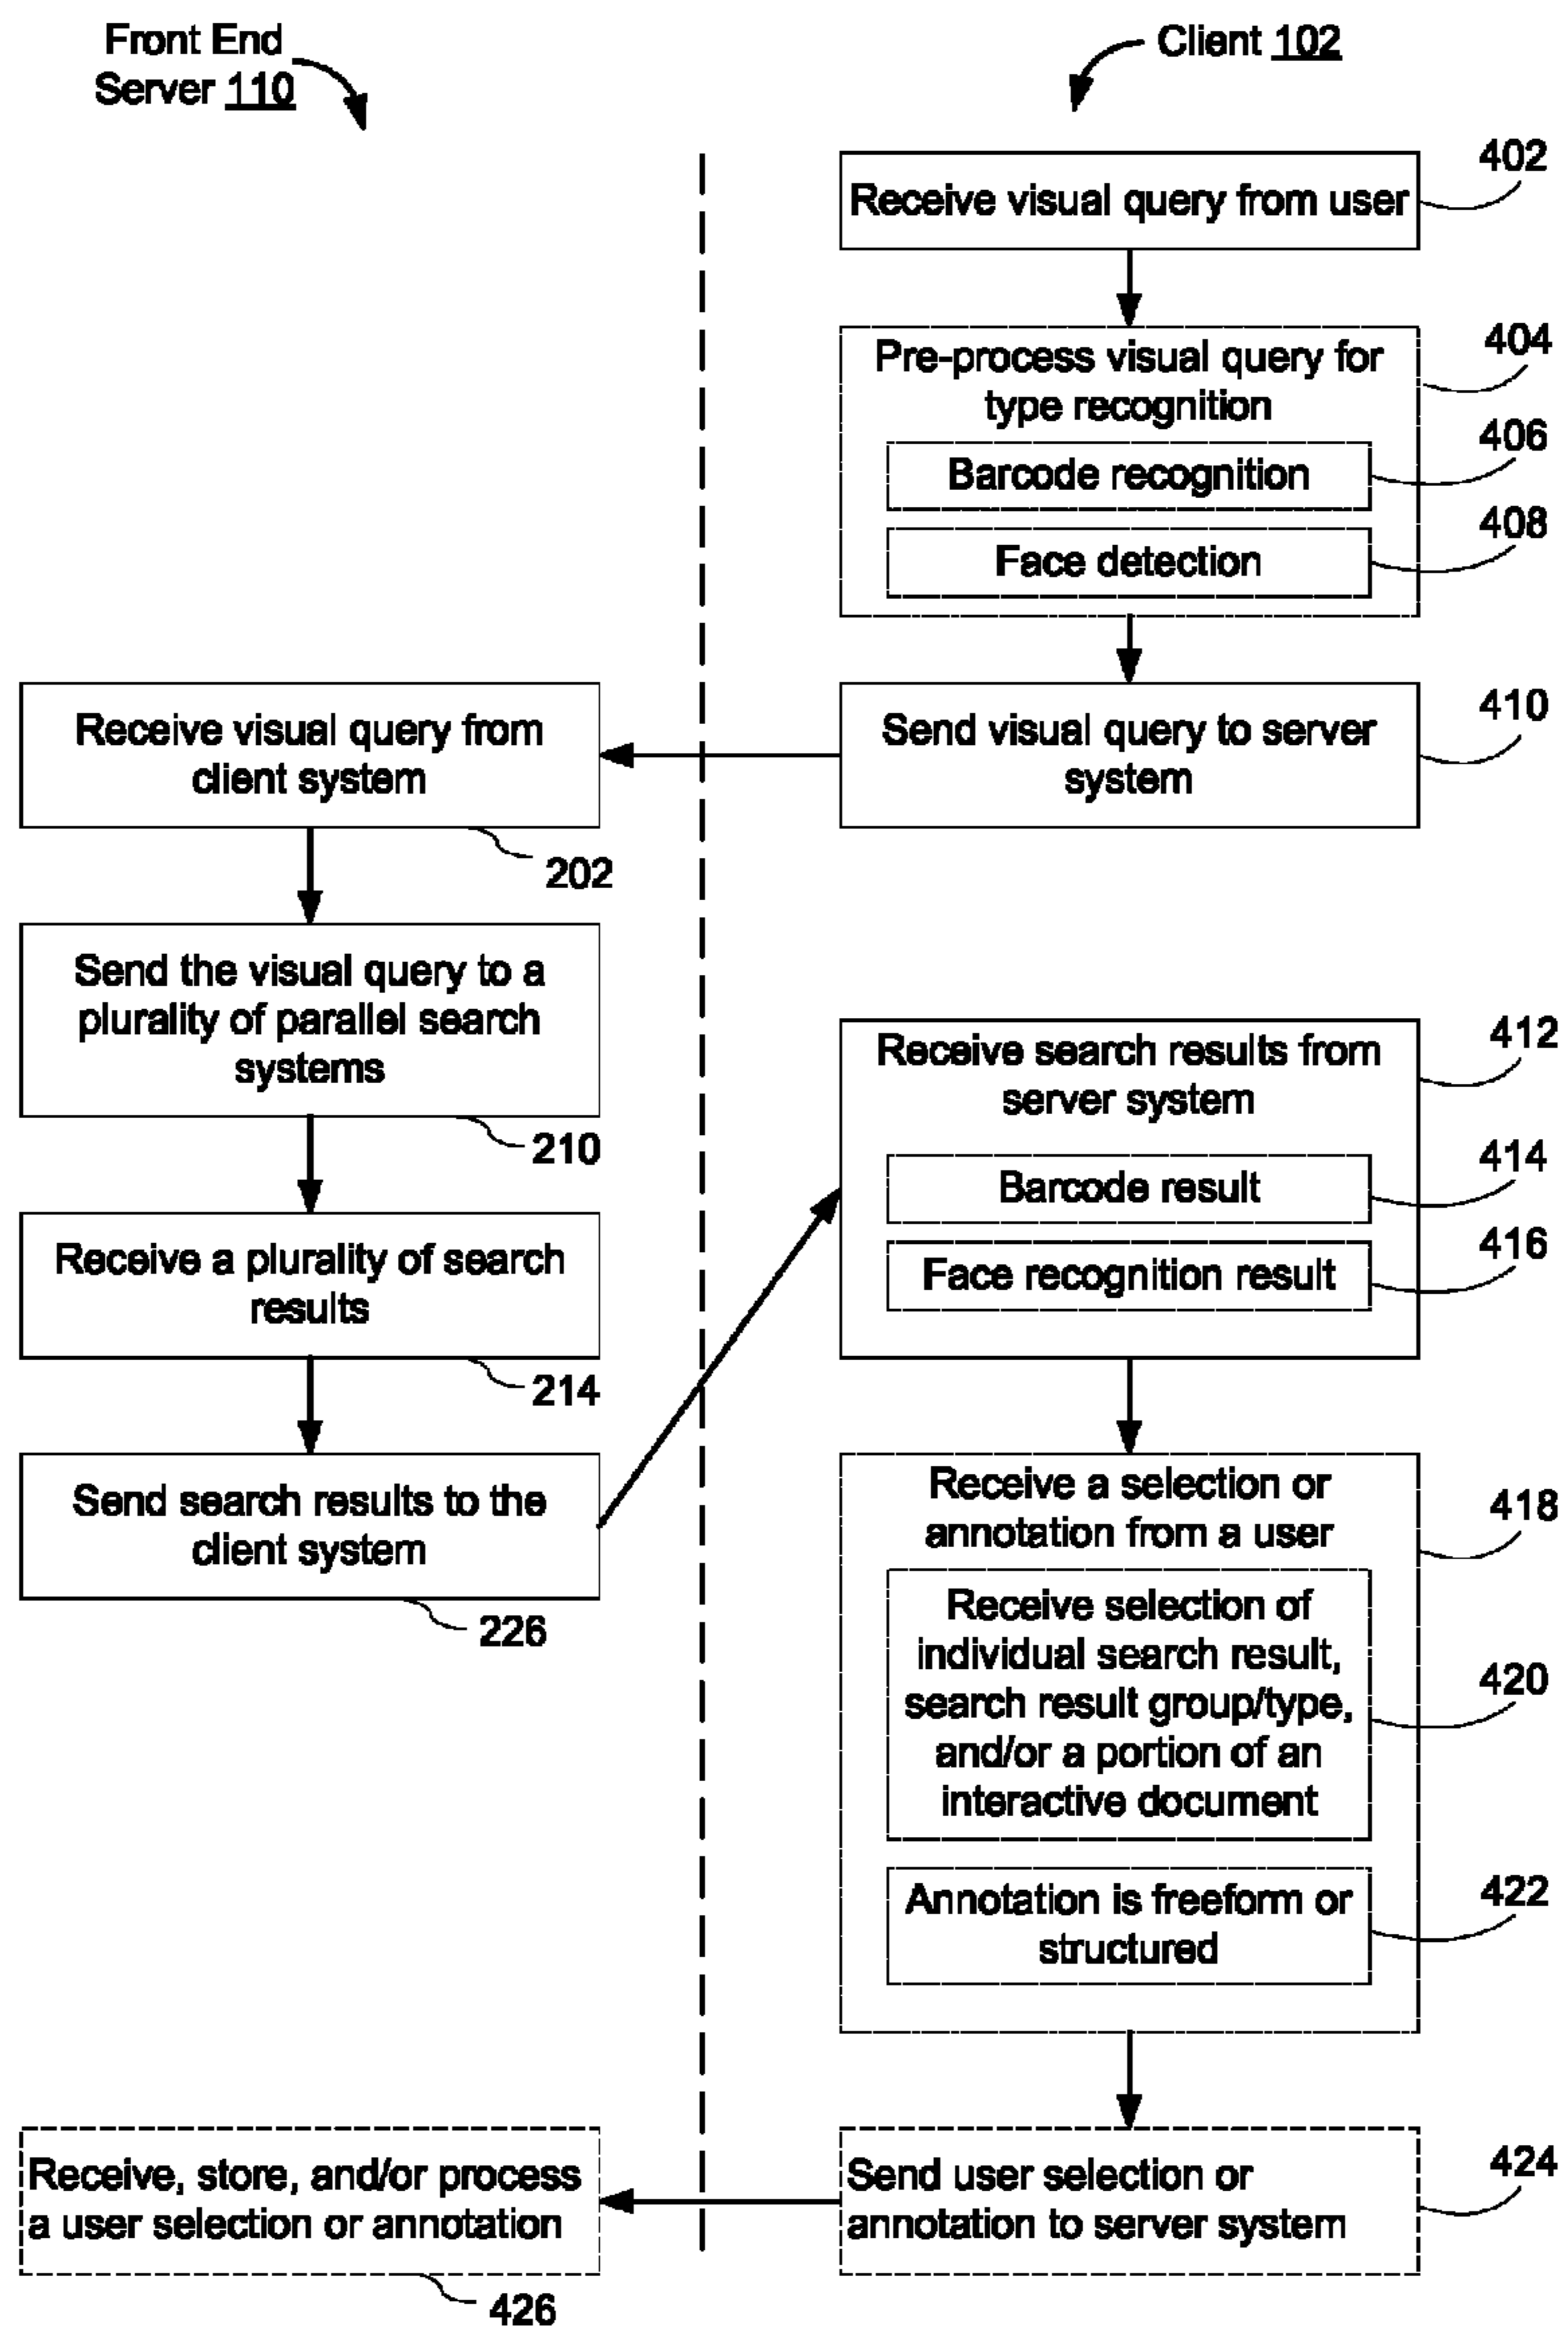 Front End
Server 110
Client 102
Receive visual query from user
402
Pre-process visual query for
type recognition
404
Barcode recognition
406
Face detection
408
Send visual query to server
system
410
Receive visual query from
client system
202
Send the visual query to a
plurality of parallel search
systems
210
Receive a plurality of search
results
214
Send search results to the
client system
226
Receive search results from
server system
412
Barcode result
414
Face recognition result
416
Receive a selection or
annotation from a user
418
Receive selection of
individual search result,
search result group/type,
and/or a portion of an
interactive document
420
Annotation is freeform or
structured
422
Send user selection or
annotation to server system
424
Receive, store, and/or process
a user selection or annotation
426